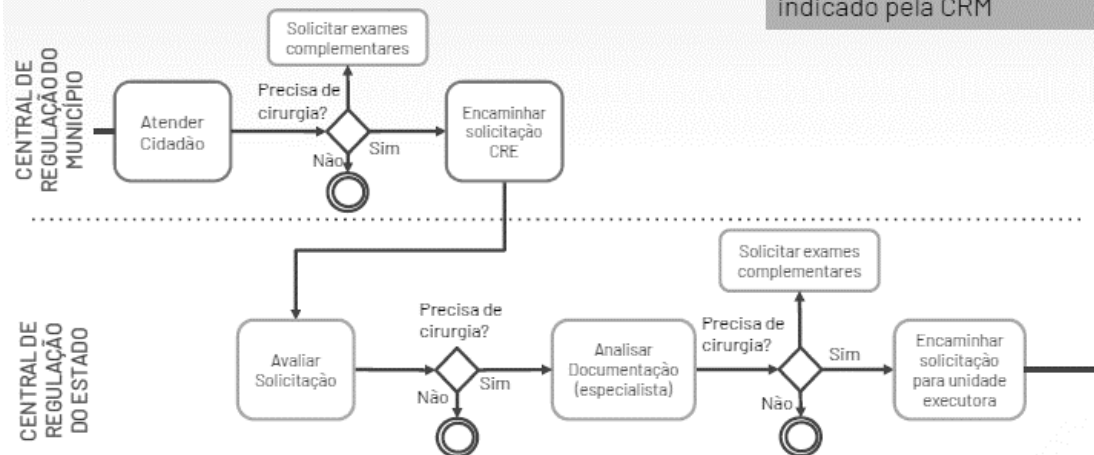 indicado pela CRM
CENTRAL DE
REGULAÇÃO DO
MUNICÍPIO
Atender
Cidadão
Solicitar exames
complementares
Precisa de
cirurgia?
Sim
Não
Encaminhar
solicitação
CRE
CENTRAL DE
REGULAÇÃO
DO ESTADO
Avaliar
Solicitação
Precisa de
cirurgia?
Sim
Não
Analisar
Documentação
(especialista)
Solicitar exames
complementares
Precisa de
cirurgia?
Sim
Não
Encaminhar
solicitação
para unidade
executora